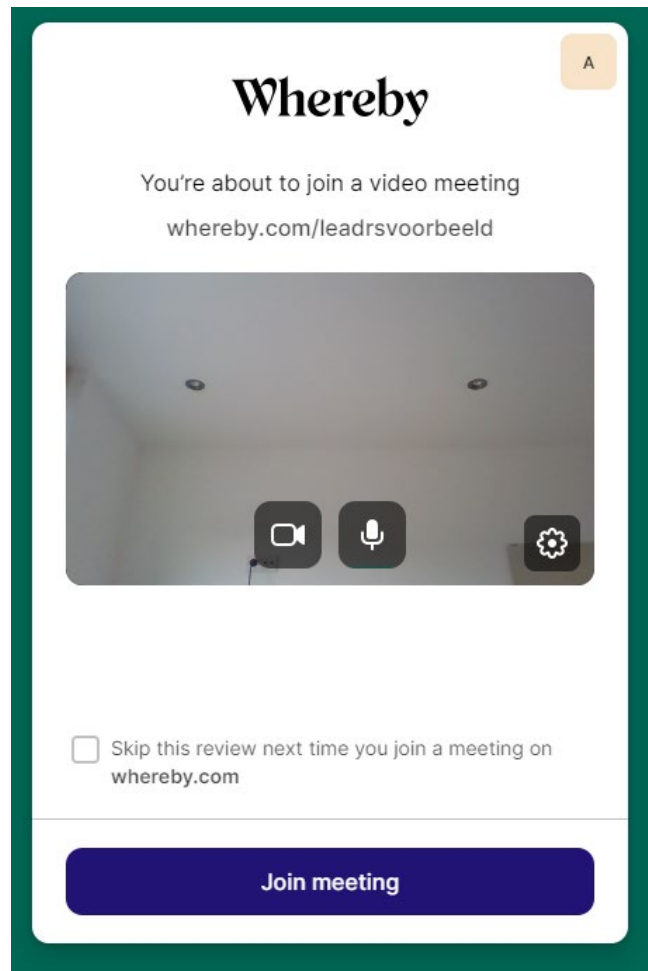 A
Whereby
You’re about to join a video meeting
whereby.com/leadrsvoorbeeld
Skip this review next time you join a meeting on
whereby.com
Join meeting